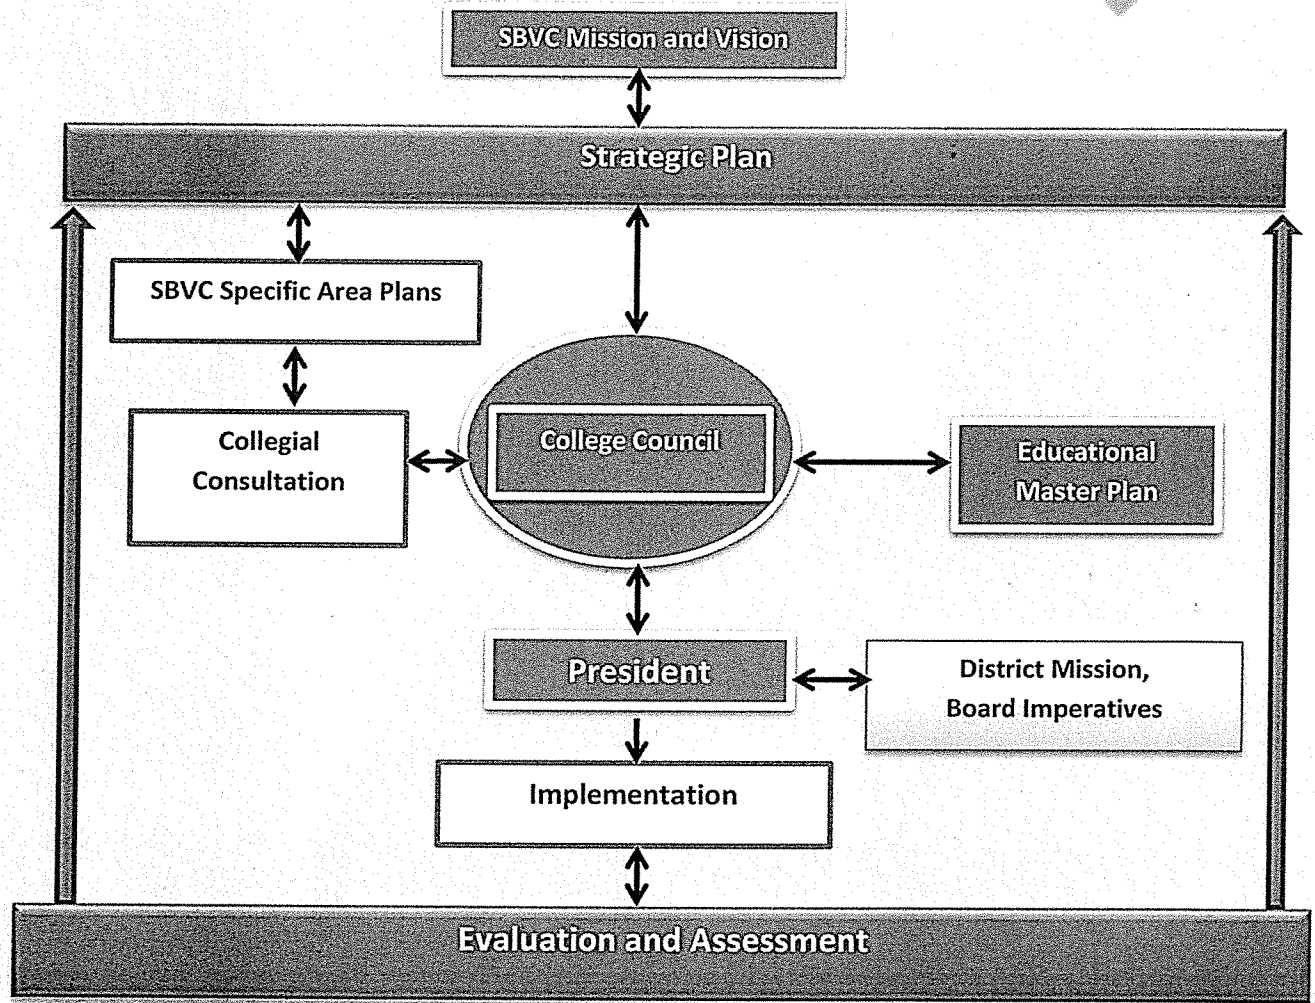 SBVC Mission and Vision
Strategic Plan
SBVC Specific Area Plans
Collegial
Consultation
College Council
Educational
Master Plan
President
District Mission,
Board Imperatives
Implementation
Evaluation and Assessment